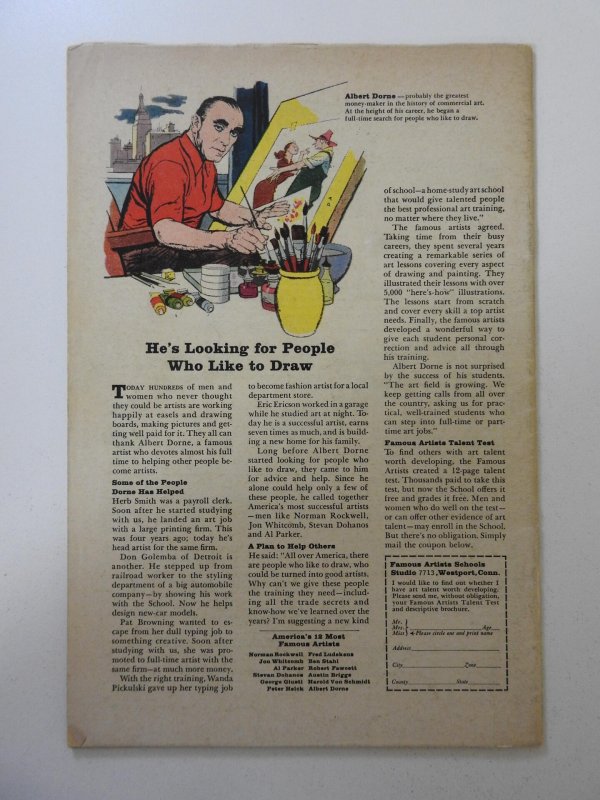 Albert Dorne — probably the greatest
money-maker in the history of commercial art.
At the height of his career, he began a
full-time search for people who like to draw.
He's Looking for People
Who Like to Draw
TODAY HUNDREDS of men and
women who never thought
they could be artists are working
happily at easels and drawing
boards, making pictures and get-
ting well paid for it. They all can
thank Albert Dorne, a famous
artist who devotes almost his full
time to helping other people be-
come artists.
Some of the People
Dorne Has Helped
Herb Smith was a payroll clerk.
Soon after he started studying
with us, he landed an art job
with a large printing firm. This
was four years ago; today he's
head artist for the same firm.
Don Golemba of Detroit is
another. He stepped up from
railroad worker to the styling
department of a big automobile
company—by showing his work
with the School. Now he helps
design new-car models.
Pat Browning wanted to es-
cape from her dull typing job to
something creative. Soon after
studying with us, she was pro-
moted to full-time artist with the
same firm—at much more money.
With the right training, Wanda
Pickulski gave up her typing job
to become fashion artist for a local
department store.
Eric Ericson worked in a garage
while he studied art at night. To-
day he is a successful artist, earns
seven times as much, and is build-
ing a new home for his family.
Long before Albert Dorne
started looking for people who
like to draw, they came to him
for advice and help. Since he
alone could help only a few of
these people, he called together
America's most successful artists
—men like Norman Rockwell,
Jon Whitcomb, Stevan Dohanos
and Al Parker.
A Plan to Help Others
He said: "All over America, there
are people who like to draw, who
could be turned into good artists.
Why can't we give these people
the training they need—includ-
ing all the trade secrets and
know-how we've learned over the
years? I'm suggesting a new kind
America's 12 Most
Famous Artists
Norman Rockwell Fred Ludekens
Jon Whitcomb Ben Stahl
Al Parker Robert Fawcett
Stevan Dohanos Austin Briggs
George Giusti Harold Von Schmidt
Peter Helck Albert Dorne
of school—a home-study art school
that would give talented people
the best professional art training,
no matter where they live."
The famous artists agreed.
Taking time from their busy
careers, they spent several years
creating a remarkable series of
art lessons covering every aspect
of drawing and painting. They
illustrated their lessons with over
5,000 "here's-how" illustrations.
The lessons start from scratch
and cover every skill a top artist
needs. Finally, the famous artists
developed a wonderful way to
give each student personal cor-
rection and advice all through
his training.
Albert Dorne is not surprised
by the success of his students.
"The art field is growing. We
keep getting calls from all over
the country, asking us for prac-
tical, well-trained students who
can step into full-time or part-
time art jobs."
Famous Artists Talent Test
To find others with art talent
worth developing, the Famous
Artists created a 12-page talent
test. Thousands paid to take this
test, but now the School offers it
free and grades it free. Men and
women who do well on the test—
or can offer other evidence of art
talent—may enroll in the School.
But there's no obligation. Simply
mail the coupon below.
Famous Artists Schools
Studio 7713, Westport, Conn.
I would like to find out whether I
have art talent worth developing.
Please send me, without obligation,
your Famous Artists Talent Test
and descriptive brochure.
Mr.
Mrs. Age
Miss Please circle one and print name
Address
City Zone
County State